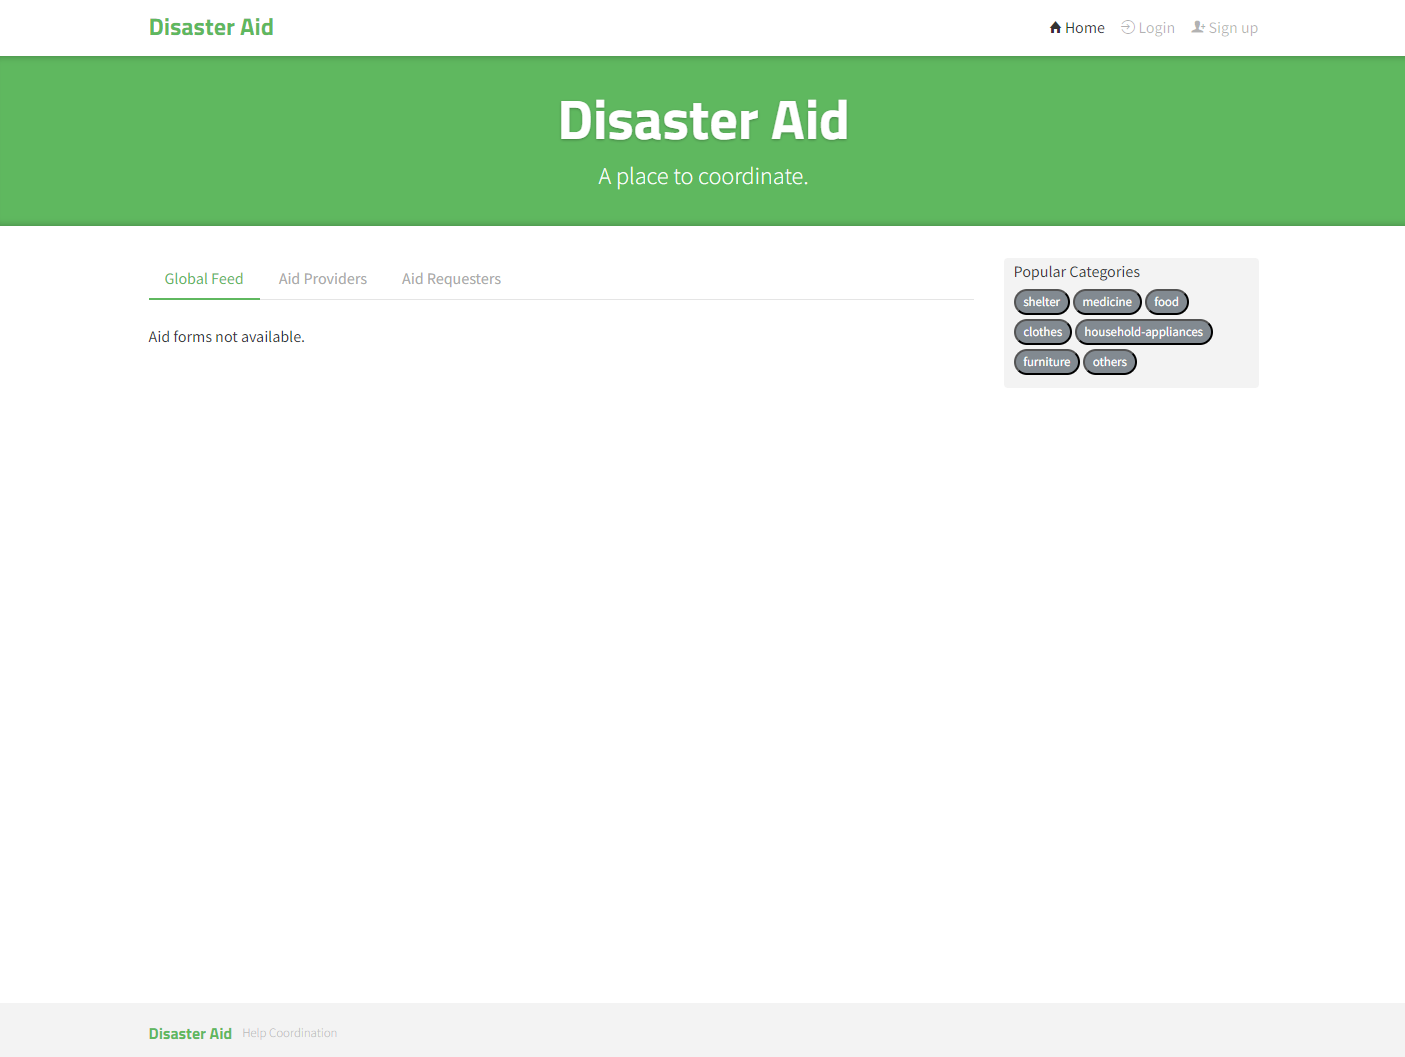 Disaster Aid
Home Login Sign up
Disaster Aid
A place to coordinate.
Global Feed Aid Providers Aid Requesters
Aid forms not available.
Popular Categories
shelter medicine food
clothes household-appliances
furniture others
Disaster Aid Help Coordination